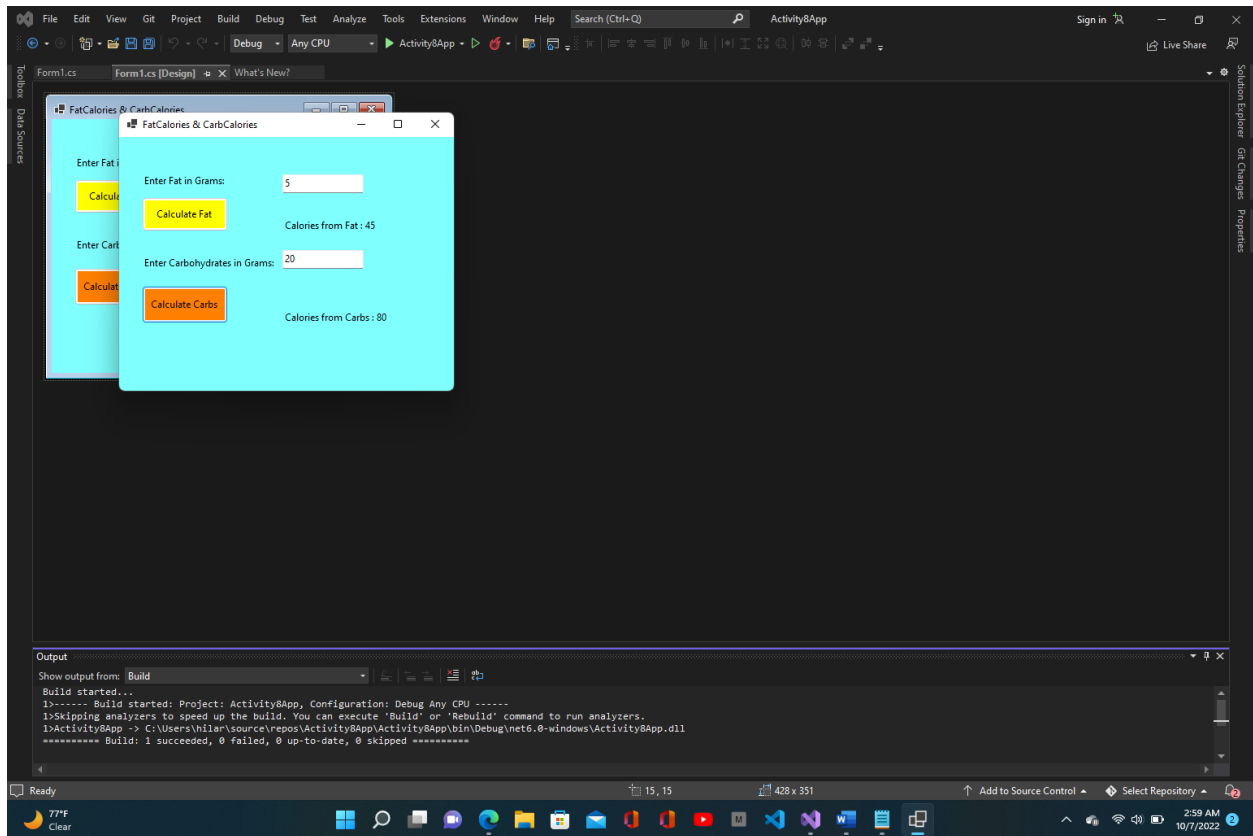 File Edit View Git Project Build Debug Test Analyze Tools Extensions Window Help Search (Ctrl+Q) Activity8App Sign in
Debug Any CPU Activity8App Live Share
Form1.cs Form1.cs [Design] What's New?
Toolbox
Data Sources
Solution Explorer
Git Changes
Properties
FatCalories & CarbCalories
Enter Fat i
Calcula
Enter Carb
Calculat
FatCalories & CarbCalories
Enter Fat in Grams: 5
Calculate Fat
Calories from Fat : 45
Enter Carbohydrates in Grams: 20
Calculate Carbs
Calories from Carbs : 80
Output
Show output from: Build
Build started...
1>------ Build started: Project: Activity8App, Configuration: Debug Any CPU ------
1>Skipping analyzers to speed up the build. You can execute 'Build' or 'Rebuild' command to run analyzers.
1>Activity8App -> C:\Users\hilar\source\repos\Activity8App\Activity8App\bin\Debug\net6.0-windows\Activity8App.dll
========== Build: 1 succeeded, 0 failed, 0 up-to-date, 0 skipped ==========
Ready 15 , 15 428 x 351 Add to Source Control Select Repository 2
77°F
Clear
2:59 AM
10/7/2022
2